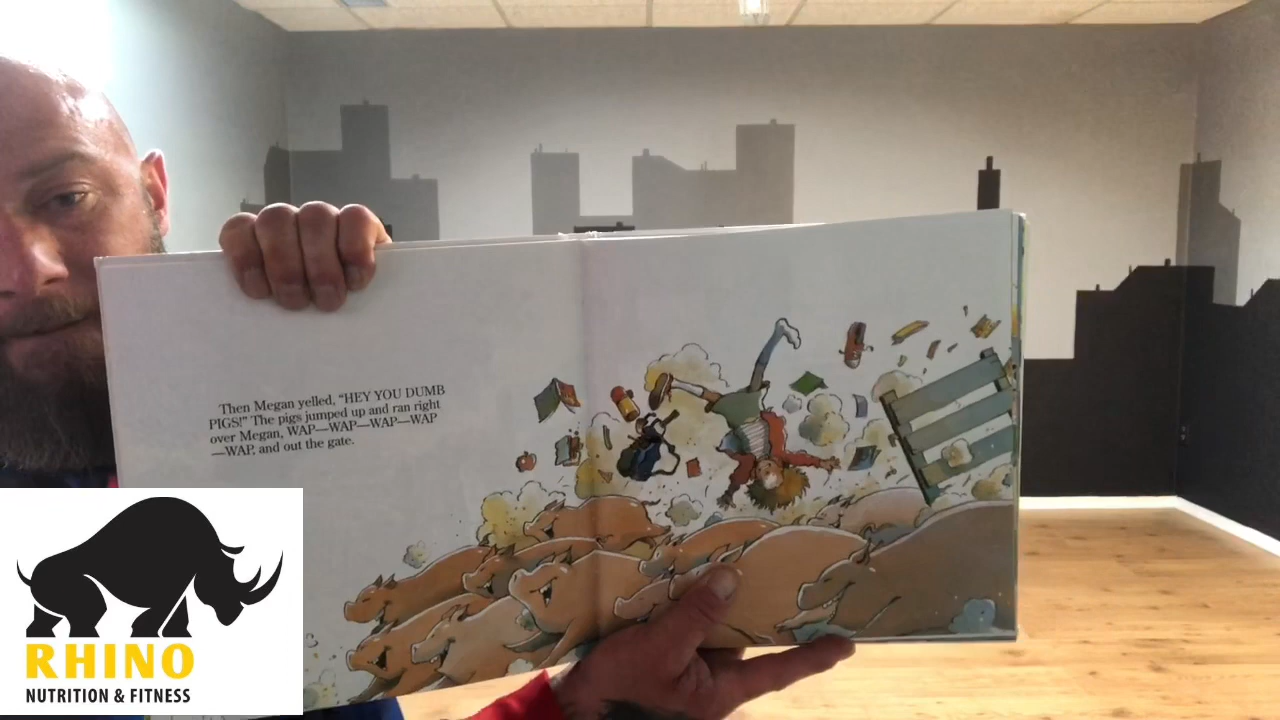 Then Megan yelled, "HEY YOU DUMB
PIGS!" The pigs jumped up and ran right
over Megan, WAP—WAP—WAP—WAP
—WAP, and out the gate.
RHINO
NUTRITION & FITNESS